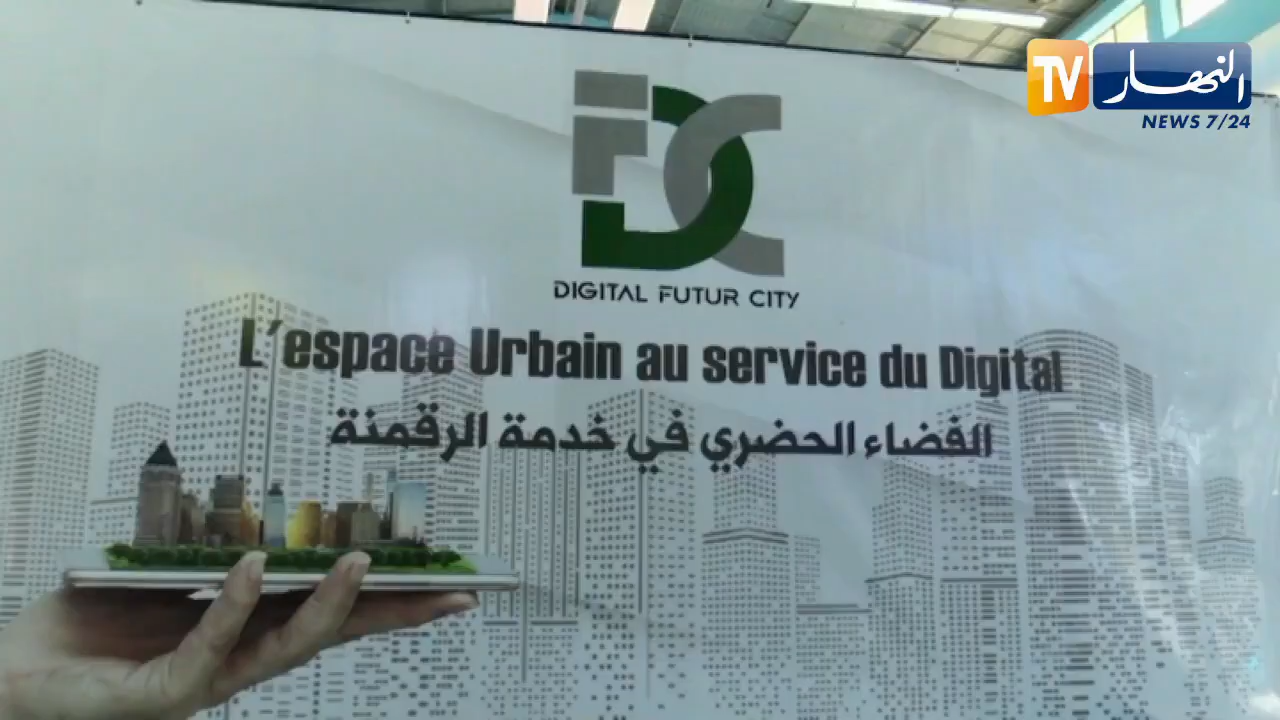 TV النهار
NEWS 7/24
DIGITAL FUTUR CITY
L'espace Urbain au service du Digital
الفضاء الحضري في خدمة الرقمنة